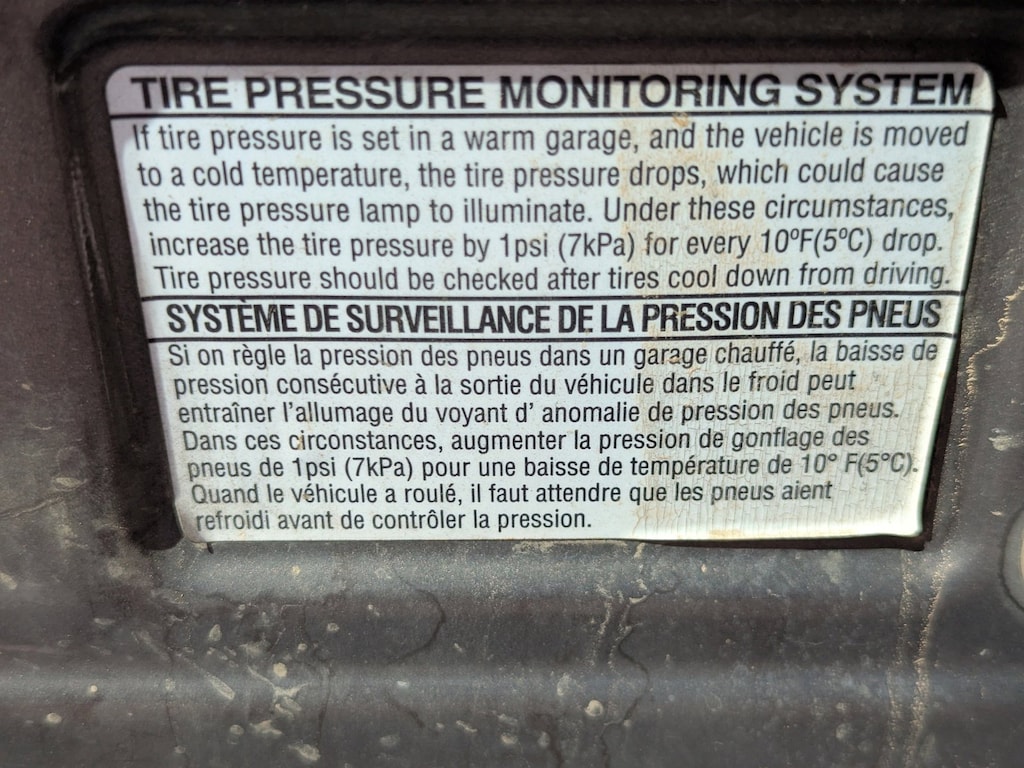 TIRE PRESSURE MONITORING SYSTEM
If tire pressure is set in a warm garage, and the vehicle is moved
to a cold temperature, the tire pressure drops, which could cause
the tire pressure lamp to illuminate. Under these circumstances,
increase the tire pressure by 1psi (7kPa) for every 10ºF(5ºC) drop.
Tire pressure should be checked after tires cool down from driving.
SYSTÈME DE SURVEILLANCE DE LA PRESSION DES PNEUS
Si on règle la pression des pneus dans un garage chauffé, la baisse de
pression consécutive à la sortie du véhicule dans le froid peut
entraîner l'allumage du voyant d' anomalie de pression des pneus.
Dans ces circonstances, augmenter la pression de gonflage des
pneus de 1psi (7kPa) pour une baisse de température de 10° F(5°C).
Quand le véhicule a roulé, il faut attendre que les pneus aient
refroidi avant de contrôler la pression.